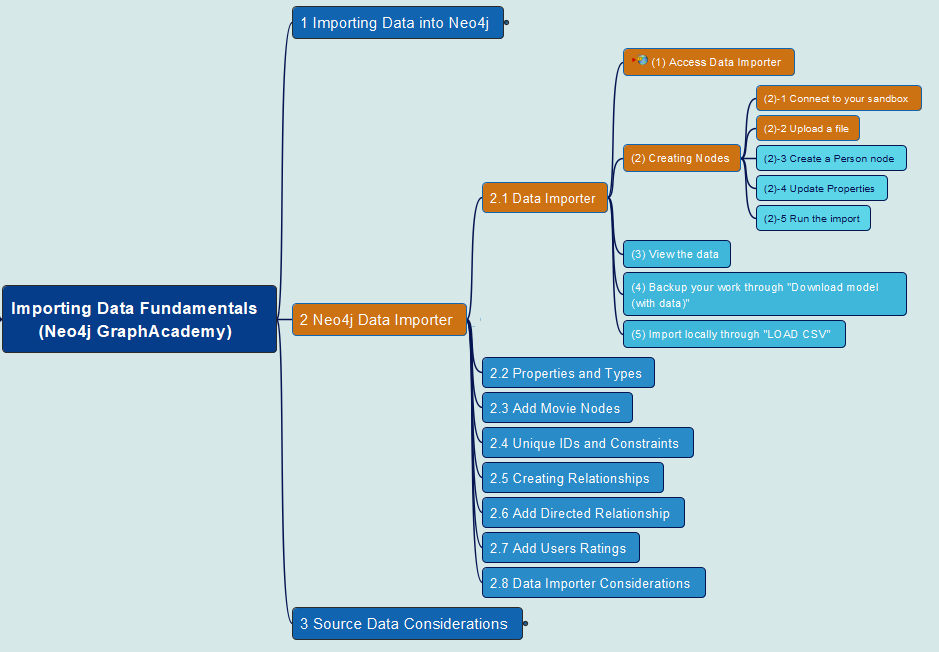 1 Importing Data into Neo4j
(1) Access Data Importer
(2)-1 Connect to your sandbox
(2)-2 Upload a file
(2) Creating Nodes
(2)-3 Create a Person node
(2)-4 Update Properties
2.1 Data Importer
(2)-5 Run the import
(3) View the data
(4) Backup your work through "Download model
(with data)"
Importing Data Fundamentals
(Neo4j GraphAcademy)
2 Neo4j Data Importer
(5) Import locally through "LOAD CSV"
2.2 Properties and Types
2.3 Add Movie Nodes
2.4 Unique IDs and Constraints
2.5 Creating Relationships
2.6 Add Directed Relationship
2.7 Add Users Ratings
2.8 Data Importer Considerations
3 Source Data Considerations